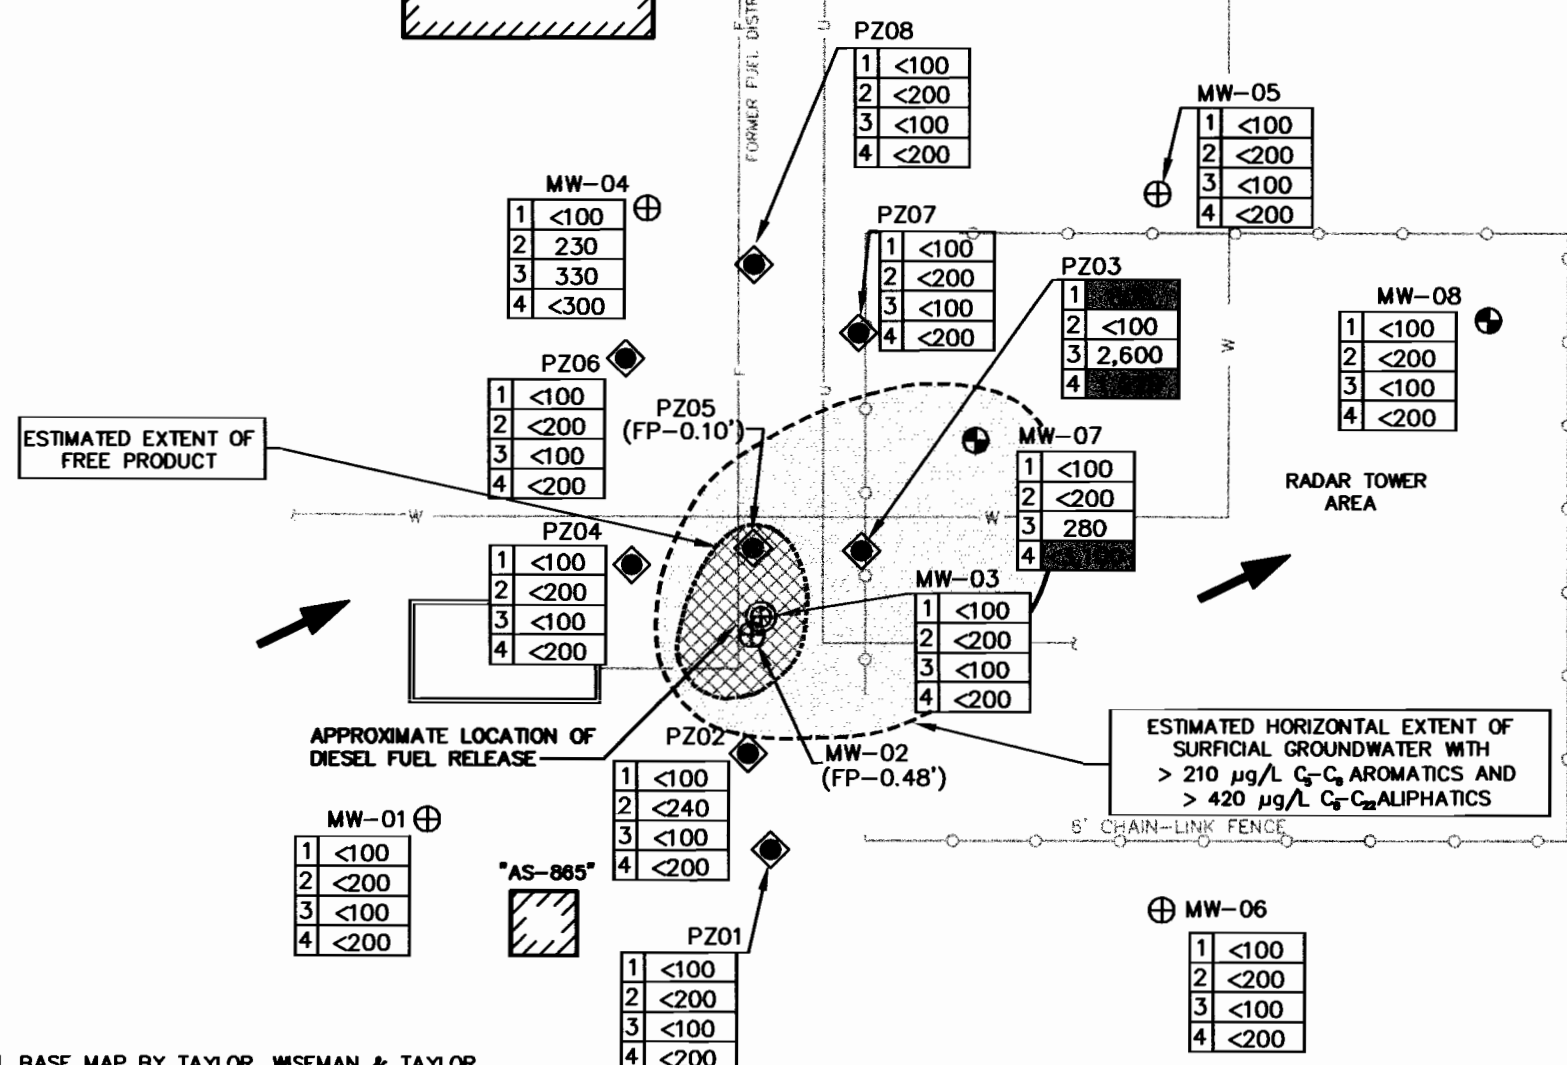 FORMER FUEL DISTR
F
U
PZ08
1 <100
2 <200
3 <100
4 <200
MW-05
1 <100
2 <200
3 <100
4 <200
MW-04
1 <100
2 230
3 330
4 <300
PZ07
1 <100
2 <200
3 <100
4 <200
PZ03
1
2 <100
3 2,600
4
MW-08
1 <100
2 <200
3 <100
4 <200
W
PZ06
1 <100
2 <200
3 <100
4 <200
F
U
PZ05
(FP-0.10')
ESTIMATED EXTENT OF
FREE PRODUCT
MW-07
1 <100
2 <200
3 280
4
RADAR TOWER
AREA
W
W
PZ04
1 <100
2 <200
3 <100
4 <200
MW-03
1 <100
2 <200
3 <100
4 <200
APPROXIMATE LOCATION OF
DIESEL FUEL RELEASE
PZ02
1 <100
2 <240
3 <100
4 <200
MW-02
(FP-0.48')
ESTIMATED HORIZONTAL EXTENT OF
SURFICIAL GROUNDWATER WITH
> 210 µg/L C₅-C₈ AROMATICS AND
> 420 µg/L C₈-C₂₂ ALIPHATICS
6' CHAIN-LINK FENCE
MW-01
1 <100
2 <200
3 <100
4 <200
"AS-865"
PZ01
1 <100
2 <200
3 <100
4 <200
MW-06
1 <100
2 <200
3 <100
4 <200
BASE MAP BY TAYLOR, WISEMAN & TAYLOR